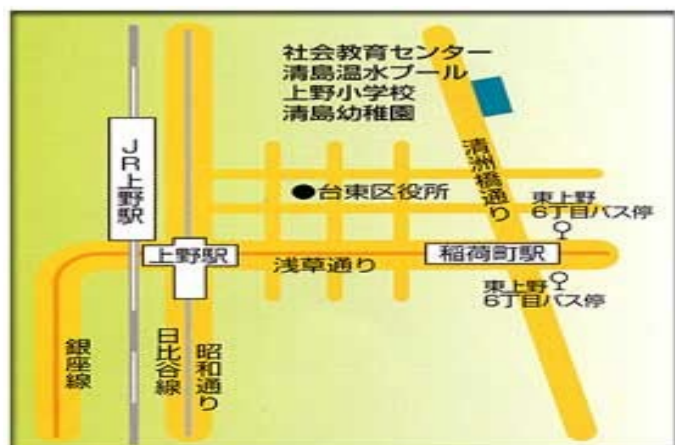 社会教育センター
清島温水プール
上野小学校
清島幼稚園
JR上野駅
清洲橋通り
●台東区役所
東上野
6丁目バス停
上野駅
浅草通り
稲荷町駅
東上野
6丁目バス停
銀座線
日比谷線
昭和通り